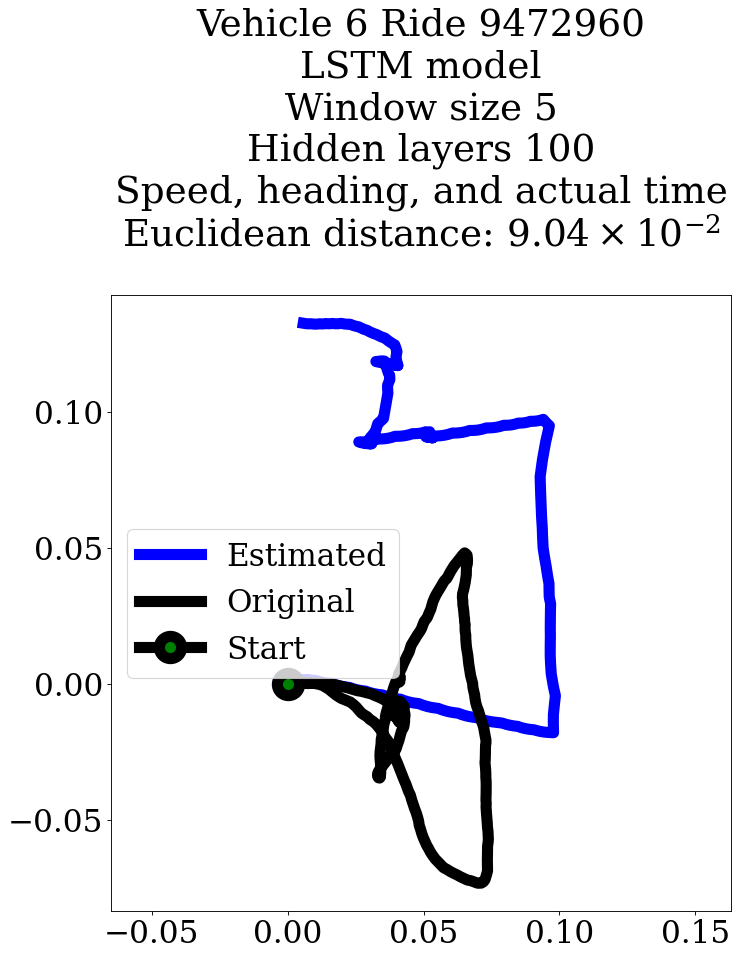 Vehicle 6 Ride 9472960
LSTM model
Window size 5
Hidden layers 100
Speed, heading, and actual time
Euclidean distance: 9.04 × 10⁻²
0.10
0.05
0.00
−0.05
Estimated
Original
Start
−0.05 0.00 0.05 0.10 0.15